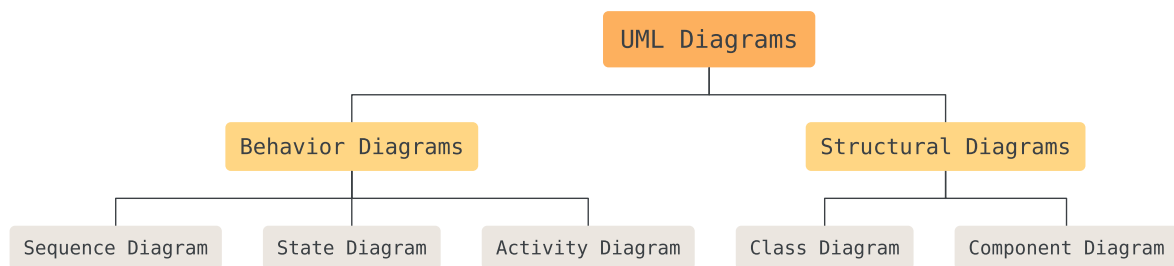 UML Diagrams
Behavior Diagrams
Structural Diagrams
Sequence Diagram
State Diagram
Activity Diagram
Class Diagram
Component Diagram